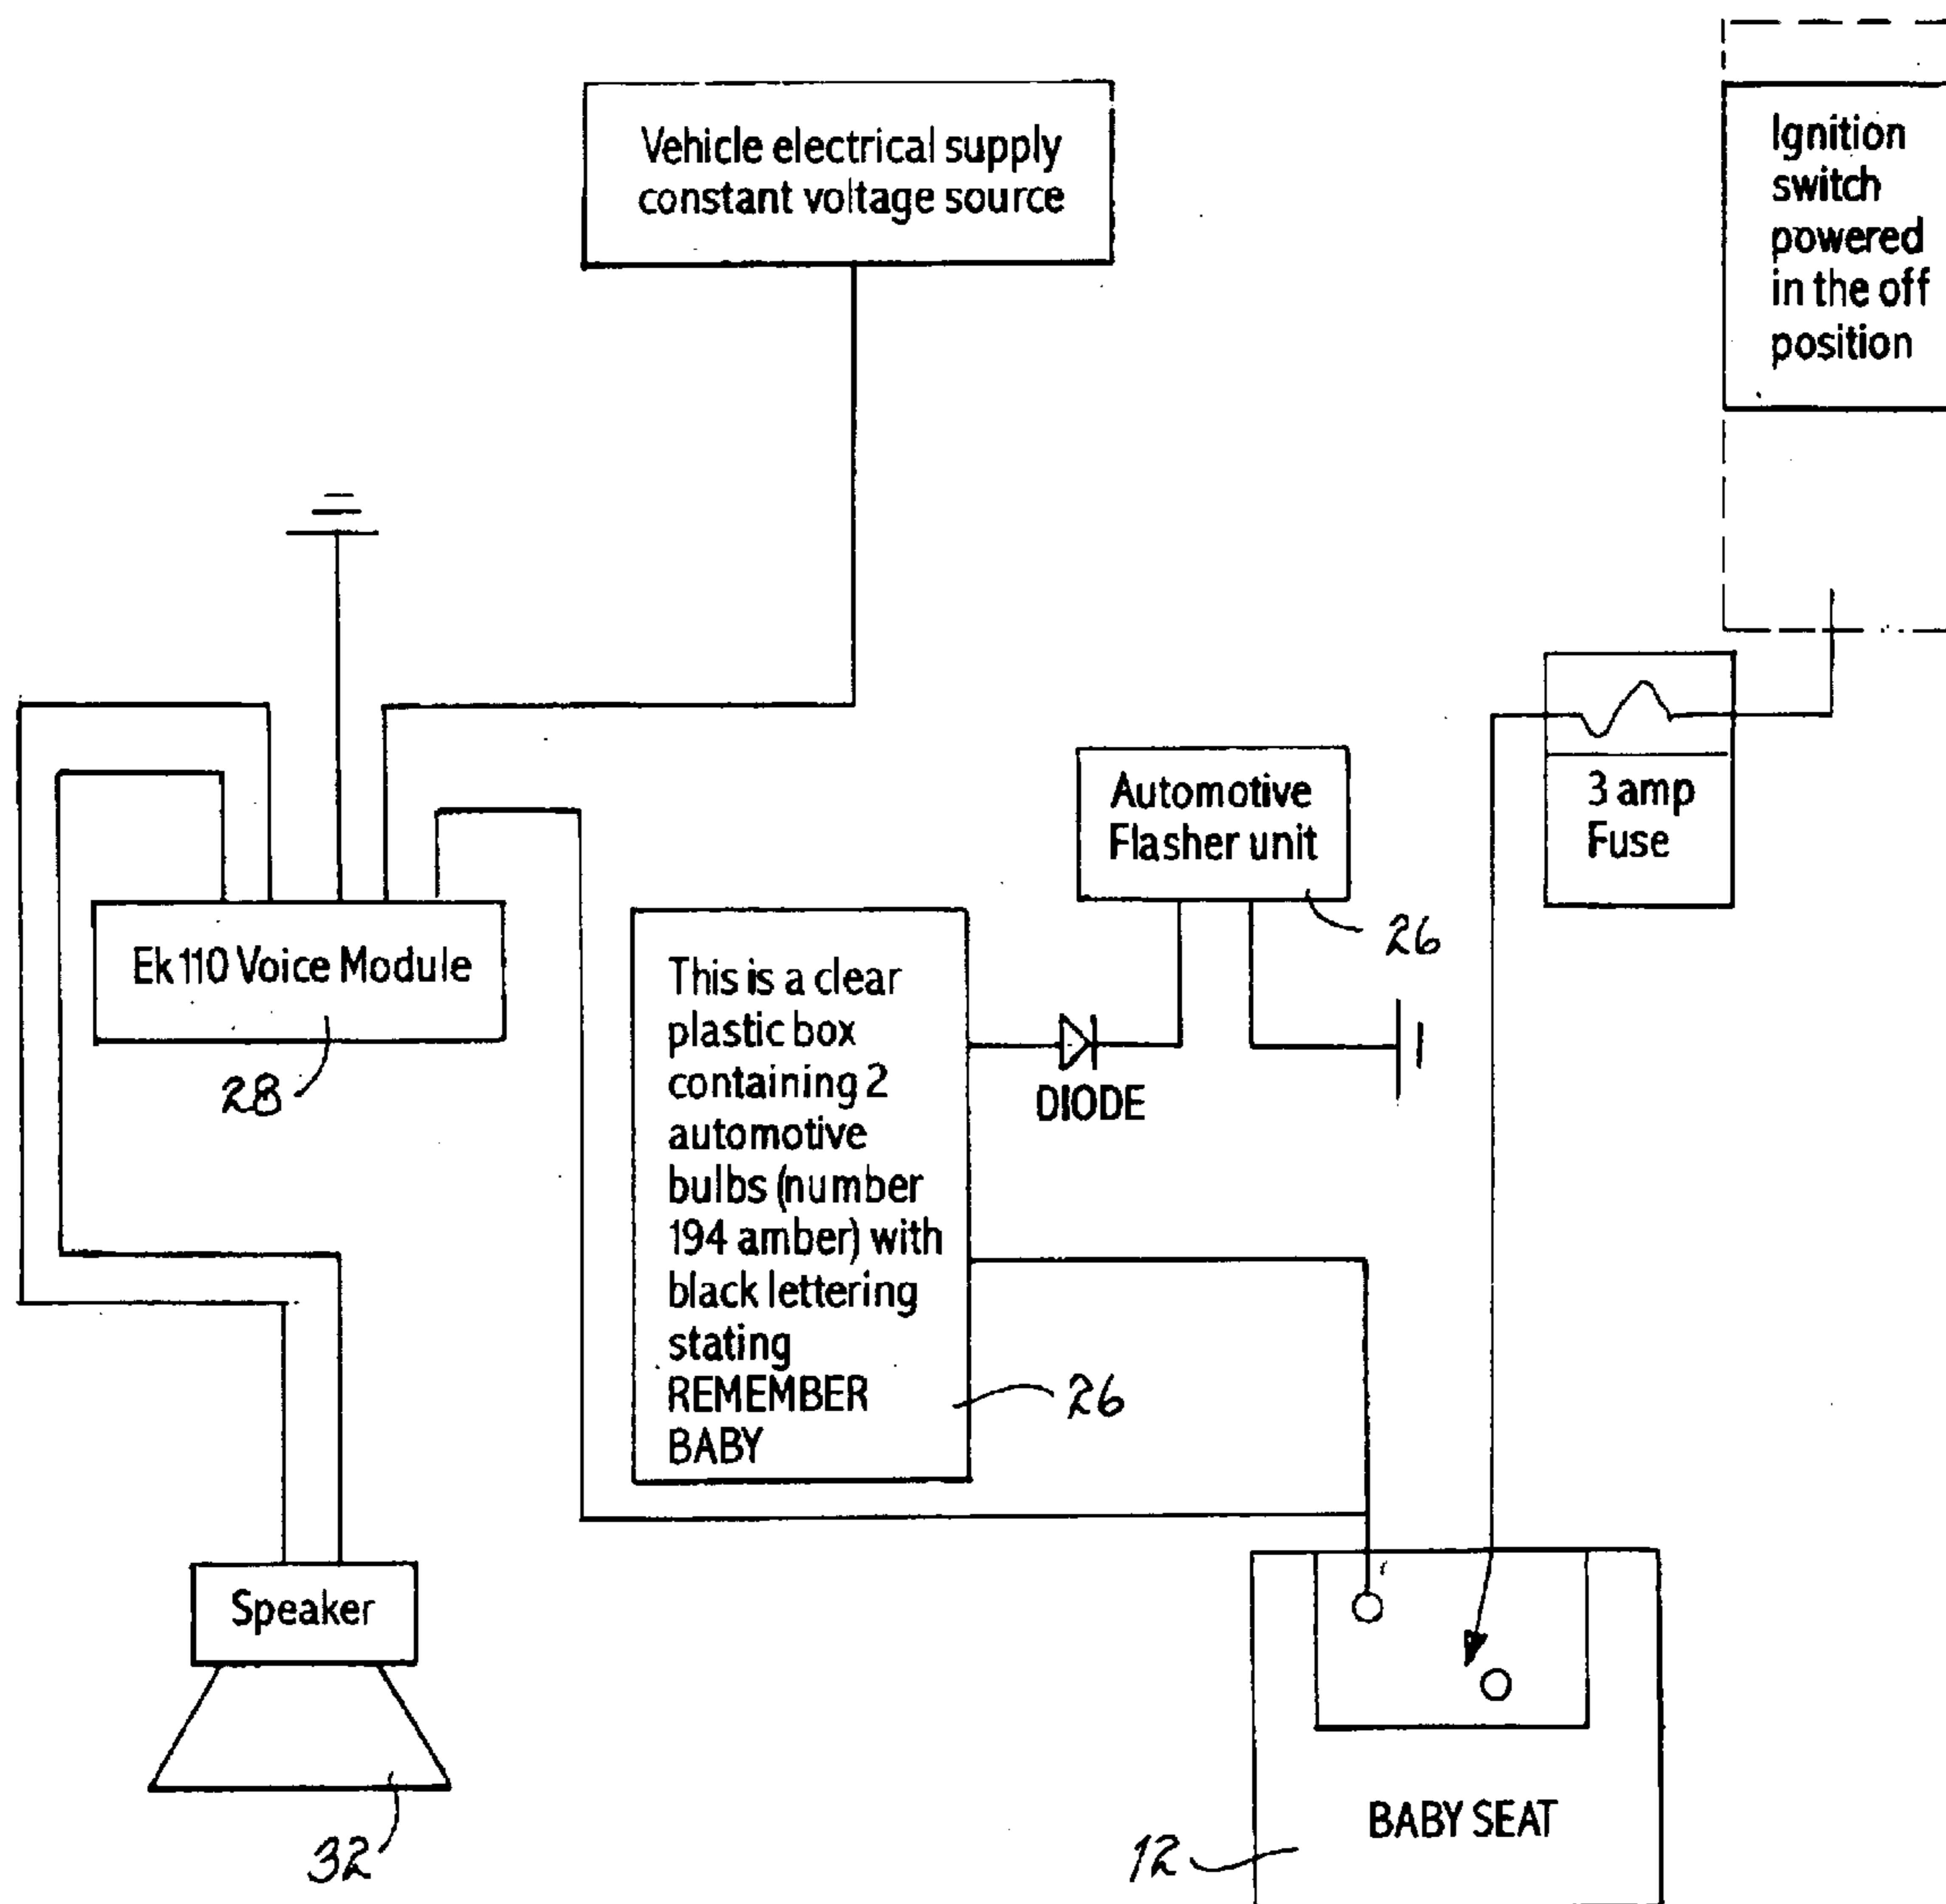 Vehicle electrical supply
constant voltage source
Ignition
switch
powered
in the off
position
3 amp
Fuse
Automotive
Flasher unit
26
Ek110 Voice Module
28
This is a clear
plastic box
containing 2
automotive
bulbs (number
194 amber) with
black lettering
stating
REMEMBER
BABY
26
DIODE
Speaker
32
BABY SEAT
12